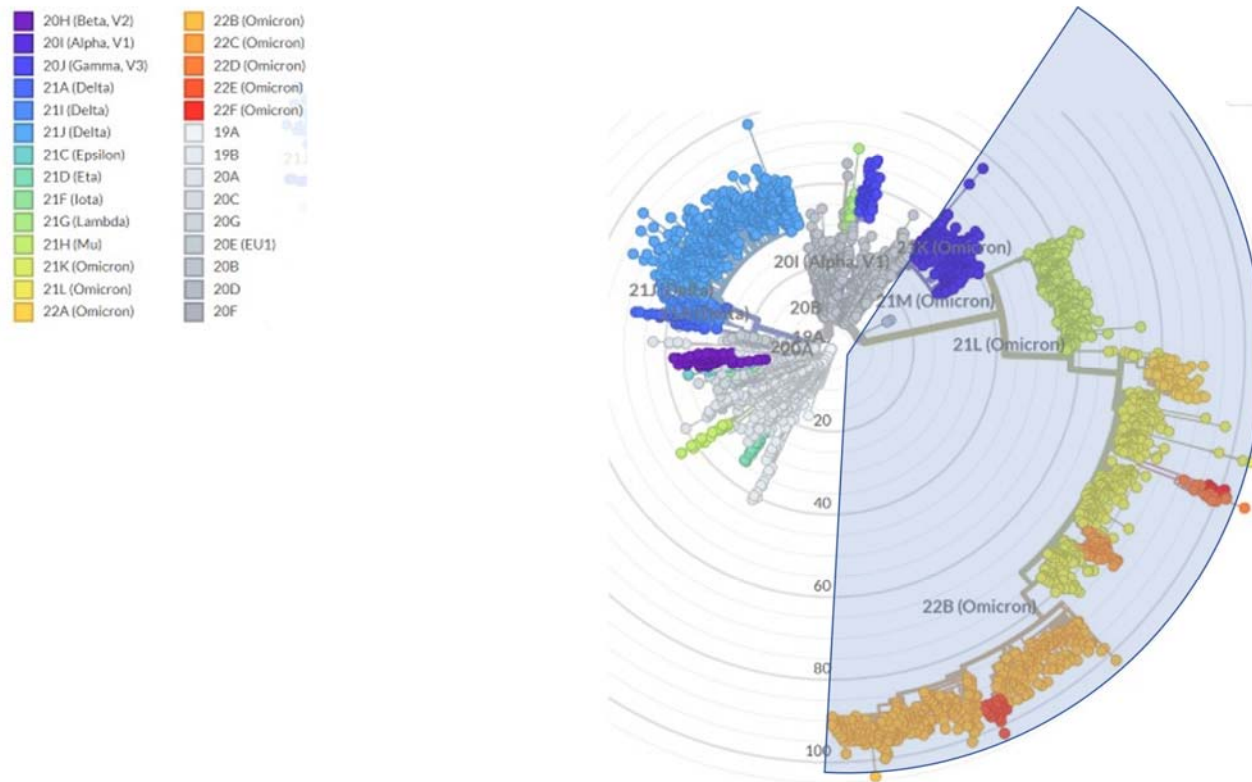 20H (Beta, V2)
20I (Alpha, V1)
20J (Gamma, V3)
21A (Delta)
21I (Delta)
21J (Delta)
21C (Epsilon)
21D (Eta)
21F (Iota)
21G (Lambda)
21H (Mu)
21K (Omicron)
21L (Omicron)
22A (Omicron)
22B (Omicron)
22C (Omicron)
22D (Omicron)
22E (Omicron)
22F (Omicron)
19A
19B
20A
20C
20G
20E (EU1)
20B
20D
20F
21K (Omicron)
20I (Alpha, V1)
21J (Delta)
21M (Omicron)
20B
19A
20A
21L (Omicron)
20
40
60
22B (Omicron)
80
100